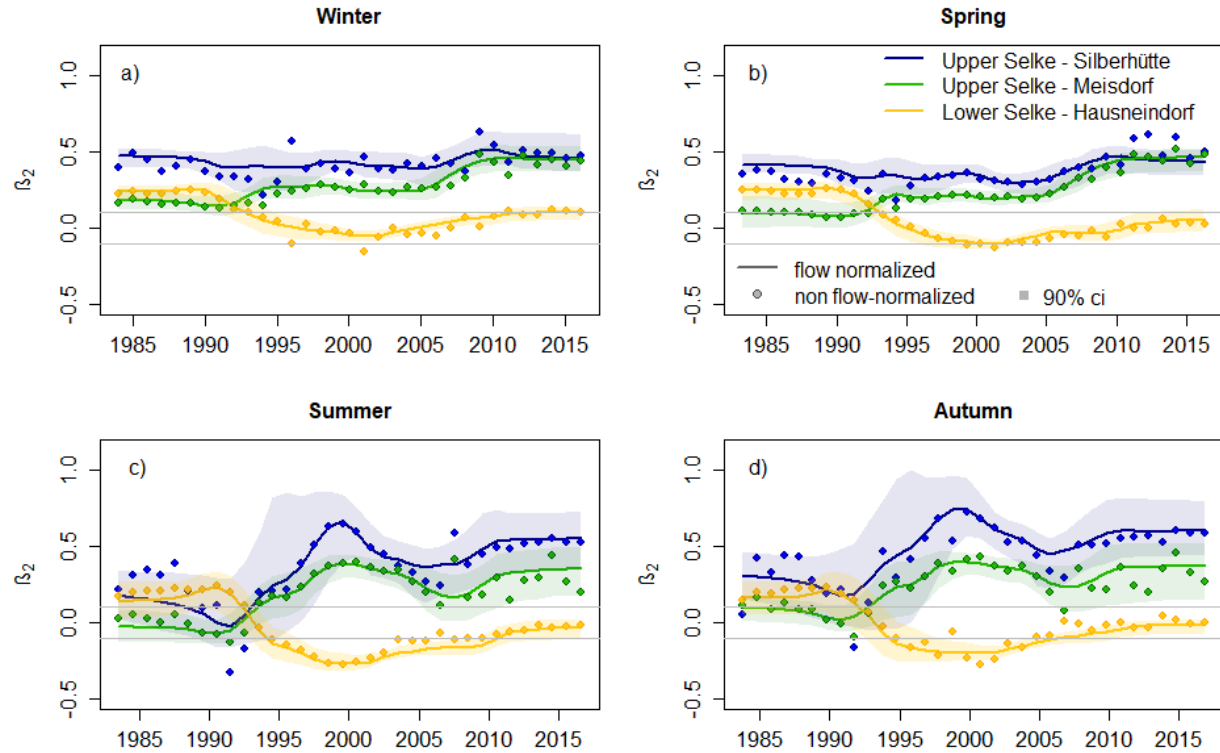 Winter
Spring
a)
b)
Upper Selke - Silberhütte
Upper Selke - Meisdorf
Lower Selke - Hausneindorf
flow normalized
non flow-normalized
90% ci
ß2
1.0
0.5
0.0
-0.5
1985 1990 1995 2000 2005 2010 2015
ß2
1.0
0.5
0.0
-0.5
1985 1990 1995 2000 2005 2010 2015
Summer
Autumn
c)
d)
ß2
1.0
0.5
0.0
-0.5
1985 1990 1995 2000 2005 2010 2015
ß2
1.0
0.5
0.0
-0.5
1985 1990 1995 2000 2005 2010 2015